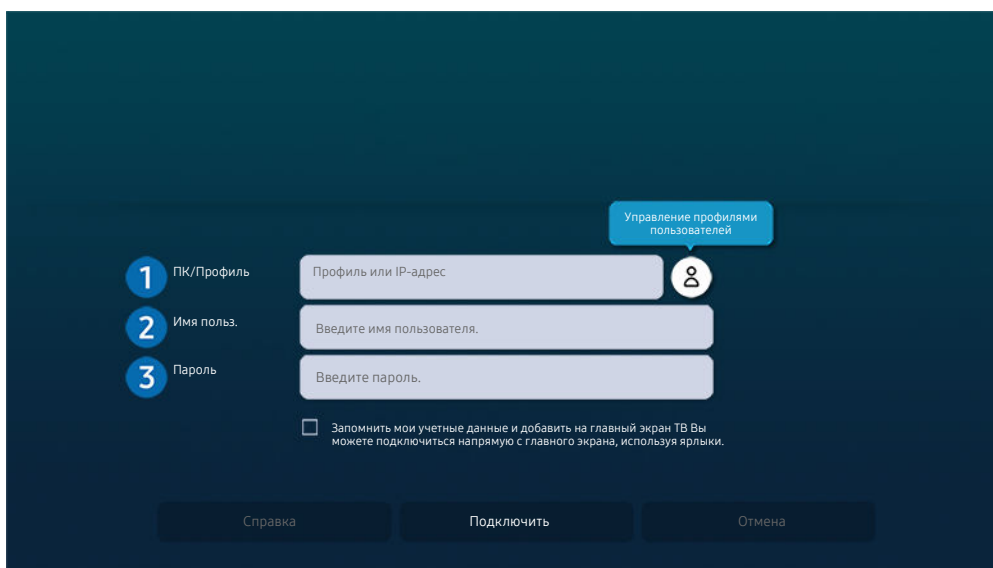 Управление профилями
пользователей
1 ПК/Профиль Профиль или IP-адрес
2 Имя польз. Введите имя пользователя.
3 Пароль Введите пароль.
Запомнить мои учетные данные и добавить на главный экран ТВ Вы
можете подключиться напрямую с главного экрана, используя ярлыки.
Справка Подключить Отмена